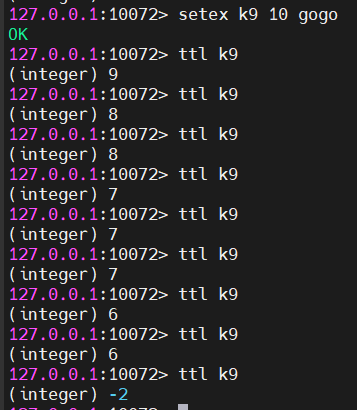 127.0.0.1:10072> setex k9 10 gogo
OK
127.0.0.1:10072> ttl k9
(integer) 9
127.0.0.1:10072> ttl k9
(integer) 8
127.0.0.1:10072> ttl k9
(integer) 8
127.0.0.1:10072> ttl k9
(integer) 7
127.0.0.1:10072> ttl k9
(integer) 7
127.0.0.1:10072> ttl k9
(integer) 7
127.0.0.1:10072> ttl k9
(integer) 6
127.0.0.1:10072> ttl k9
(integer) 6
127.0.0.1:10072> ttl k9
(integer) -2
127.0.0.1:10072>